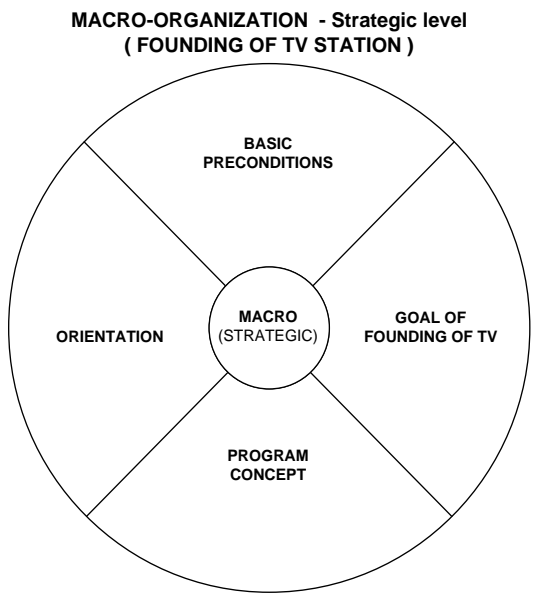 MACRO-ORGANIZATION - Strategic level
( FOUNDING OF TV STATION )
BASIC
PRECONDITIONS
ORIENTATION
MACRO
(STRATEGIC)
GOAL OF
FOUNDING OF TV
PROGRAM
CONCEPT